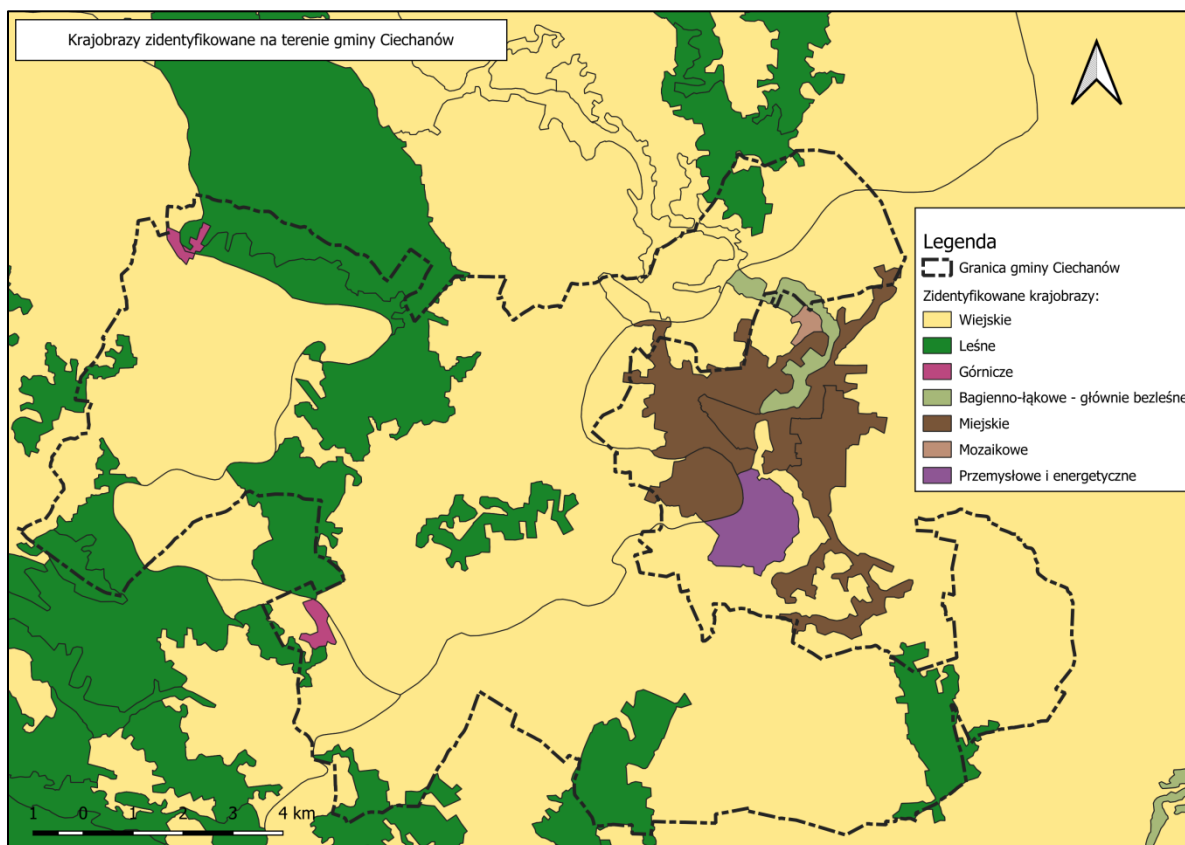 Krajobrazy zidentyfikowane na terenie gminy Ciechanów
Legenda
Granica gminy Ciechanów
Zidentyfikowane krajobrazy:
Wiejskie
Leśne
Górnicze
Bagienno-łąkowe - głównie bezleśne
Miejskie
Mozaikowe
Przemysłowe i energetyczne
1 0 1 2 3 4 km